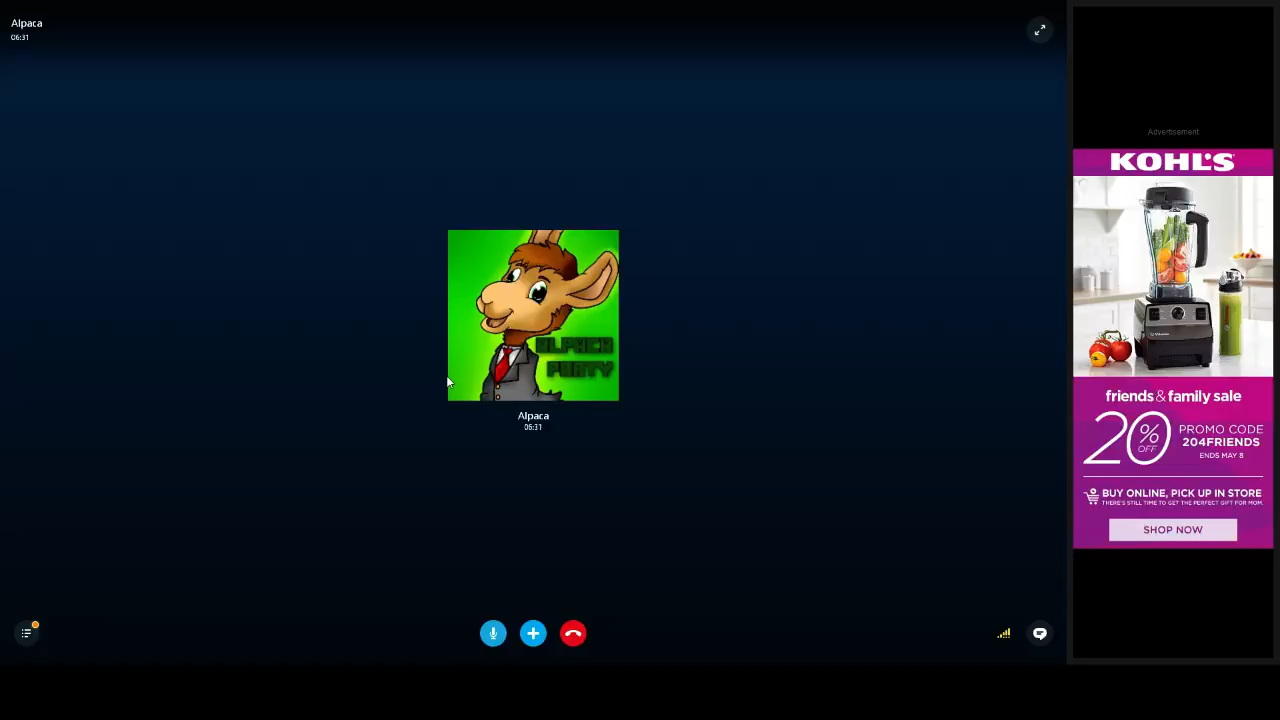 Alpaca
06:31
ALPACA
PARTY
Alpaca
06:31
Advertisement
KOHL'S
friends & family sale
20% OFF
PROMO CODE
204FRIENDS
ENDS MAY 8
BUY ONLINE, PICK UP IN STORE
THERE'S STILL TIME TO GET THE PERFECT GIFT FOR MOM.
SHOP NOW